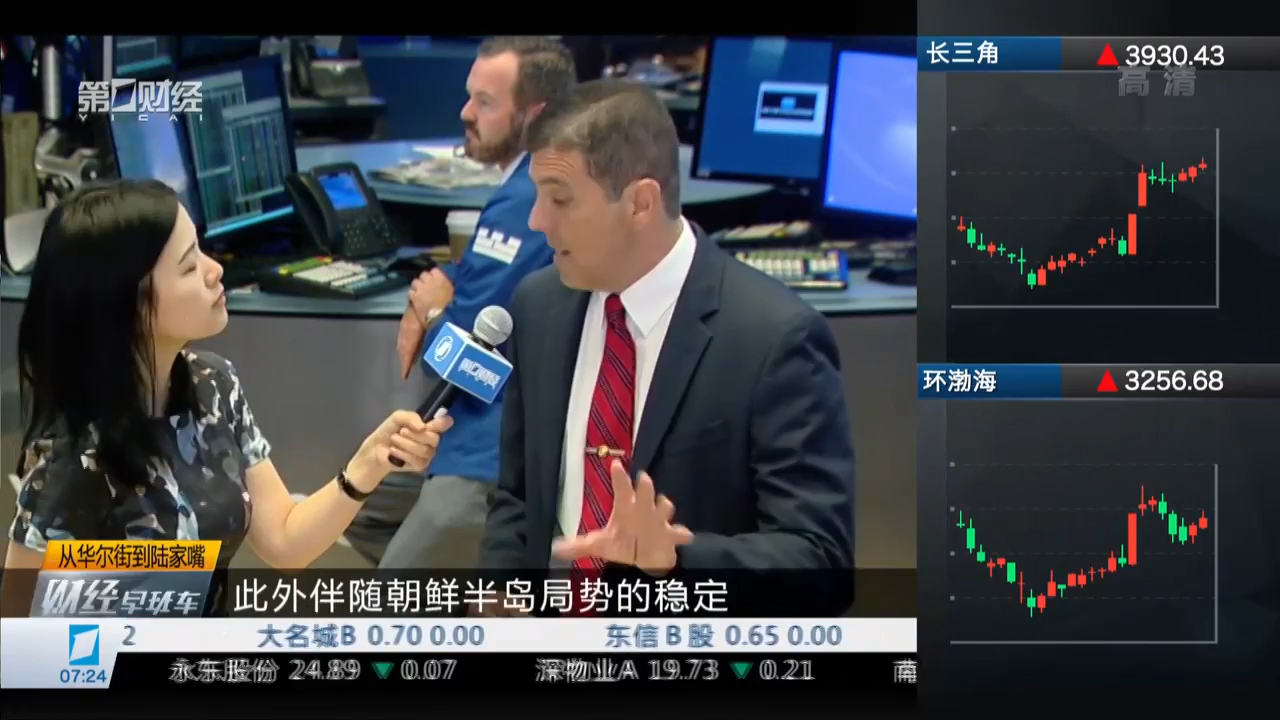 第一财经
YICAI
长三角 ▲3930.43
高清
环渤海 ▲3256.68
从华尔街到陆家嘴
财经早班车
此外伴随朝鲜半岛局势的稳定
2 大名城B 0.70 0.00 东信B股 0.65 0.00
07:24
永东股份 24.89 ▼0.07 深物业A 19.73 ▼0.21 南